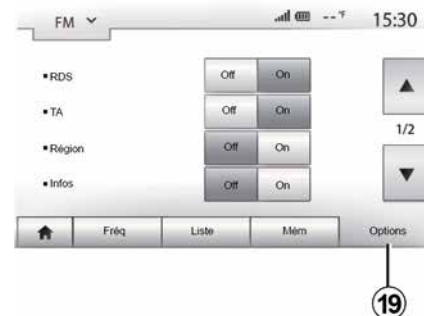 FM --°F 15:30
RDS Off On
TA Off On
1/2
Région Off On
Infos Off On
Fréq Liste Mém Options
19